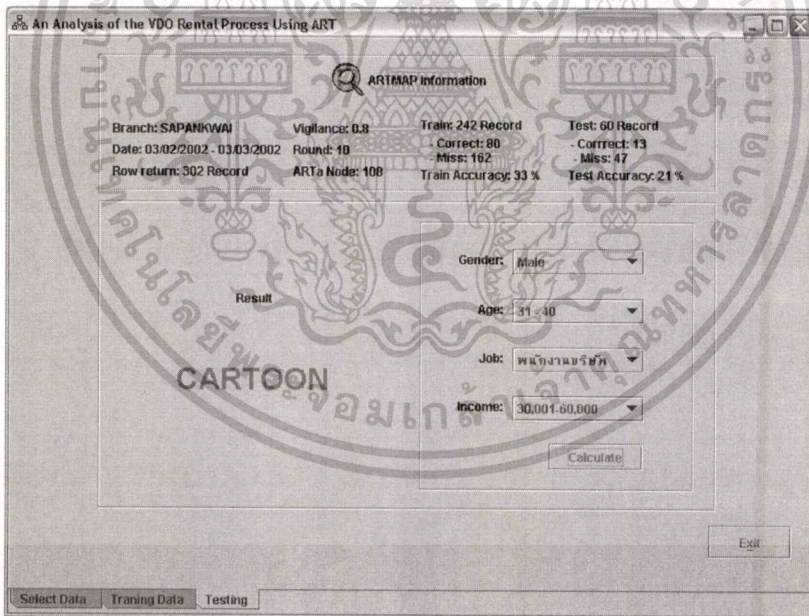 An Analysis of the VDO Rental Process Using ART
ARTMAP Information
Branch: SAPANKWAI
Date: 03/02/2002 - 03/03/2002
Row return: 302 Record
Vigilance: 0.8
Round: 10
ARTa Node: 108
Train: 242 Record
- Correct: 80
- Miss: 162
Train Accuracy: 33 %
Test: 60 Record
- Corrrect: 13
- Miss: 47
Test Accuracy: 21 %
Result
CARTOON
Gender: Male
Age: 31 - 40
Job: พนักงานบริษัท
Income: 30,001-60,000
Calculate
Exit
Select Data
Traning Data
Testing